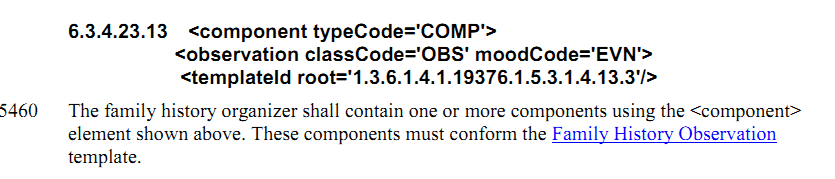 6.3.4.23.13 <component typeCode='COMP'>
<observation classCode='OBS' moodCode='EVN'>
<templateId root='1.3.6.1.4.1.19376.1.5.3.1.4.13.3'/>
5460 The family history organizer shall contain one or more components using the <component>
element shown above. These components must conform the Family History Observation
template.